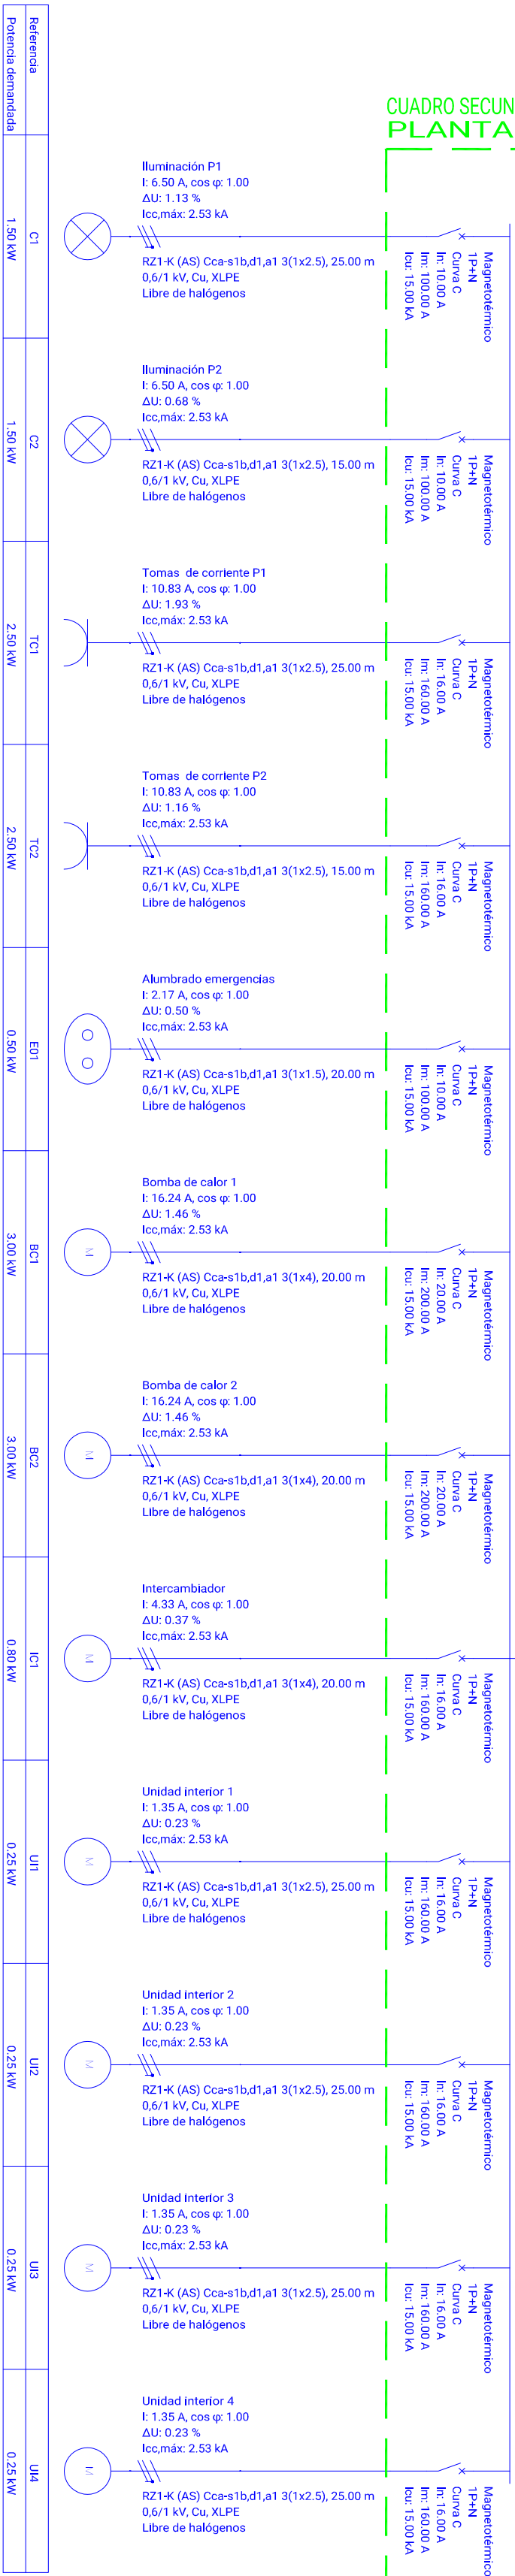 CUADRO SECUN
PLANTA
Referencia
Potencia demandada
Iluminación P1
I: 6.50 A, cos φ: 1.00
ΔU: 1.13 %
Icc,máx: 2.53 kA
RZ1-K (AS) Cca-s1b,d1,a1 3(1x2.5), 25.00 m
0,6/1 kV, Cu, XLPE
Libre de halógenos
Magnetotérmico
1P+N
Curva C
In: 10.00 A
Im: 100.00 A
Icu: 15.00 kA
C1
1.50 kW
Iluminación P2
I: 6.50 A, cos φ: 1.00
ΔU: 0.68 %
Icc,máx: 2.53 kA
RZ1-K (AS) Cca-s1b,d1,a1 3(1x2.5), 15.00 m
0,6/1 kV, Cu, XLPE
Libre de halógenos
Magnetotérmico
1P+N
Curva C
In: 10.00 A
Im: 100.00 A
Icu: 15.00 kA
C2
1.50 kW
Tomas de corriente P1
I: 10.83 A, cos φ: 1.00
ΔU: 1.93 %
Icc,máx: 2.53 kA
RZ1-K (AS) Cca-s1b,d1,a1 3(1x2.5), 25.00 m
0,6/1 kV, Cu, XLPE
Libre de halógenos
Magnetotérmico
1P+N
Curva C
In: 16.00 A
Im: 160.00 A
Icu: 15.00 kA
TC1
2.50 kW
Tomas de corriente P2
I: 10.83 A, cos φ: 1.00
ΔU: 1.16 %
Icc,máx: 2.53 kA
RZ1-K (AS) Cca-s1b,d1,a1 3(1x2.5), 15.00 m
0,6/1 kV, Cu, XLPE
Libre de halógenos
Magnetotérmico
1P+N
Curva C
In: 16.00 A
Im: 160.00 A
Icu: 15.00 kA
TC2
2.50 kW
Alumbrado emergencias
I: 2.17 A, cos φ: 1.00
ΔU: 0.50 %
Icc,máx: 2.53 kA
RZ1-K (AS) Cca-s1b,d1,a1 3(1x1.5), 20.00 m
0,6/1 kV, Cu, XLPE
Libre de halógenos
Magnetotérmico
1P+N
Curva C
In: 10.00 A
Im: 100.00 A
Icu: 15.00 kA
E01
0.50 kW
Bomba de calor 1
I: 16.24 A, cos φ: 1.00
ΔU: 1.46 %
Icc,máx: 2.53 kA
M
RZ1-K (AS) Cca-s1b,d1,a1 3(1x4), 20.00 m
0,6/1 kV, Cu, XLPE
Libre de halógenos
Magnetotérmico
1P+N
Curva C
In: 20.00 A
Im: 200.00 A
Icu: 15.00 kA
BC1
3.00 kW
Bomba de calor 2
I: 16.24 A, cos φ: 1.00
ΔU: 1.46 %
Icc,máx: 2.53 kA
M
RZ1-K (AS) Cca-s1b,d1,a1 3(1x4), 20.00 m
0,6/1 kV, Cu, XLPE
Libre de halógenos
Magnetotérmico
1P+N
Curva C
In: 20.00 A
Im: 200.00 A
Icu: 15.00 kA
BC2
3.00 kW
Intercambiador
I: 4.33 A, cos φ: 1.00
ΔU: 0.37 %
Icc,máx: 2.53 kA
M
RZ1-K (AS) Cca-s1b,d1,a1 3(1x4), 20.00 m
0,6/1 kV, Cu, XLPE
Libre de halógenos
Magnetotérmico
1P+N
Curva C
In: 16.00 A
Im: 160.00 A
Icu: 15.00 kA
IC1
0.80 kW
Unidad interior 1
I: 1.35 A, cos φ: 1.00
ΔU: 0.23 %
Icc,máx: 2.53 kA
M
RZ1-K (AS) Cca-s1b,d1,a1 3(1x2.5), 25.00 m
0,6/1 kV, Cu, XLPE
Libre de halógenos
Magnetotérmico
1P+N
Curva C
In: 16.00 A
Im: 160.00 A
Icu: 15.00 kA
UI1
0.25 kW
Unidad interior 2
I: 1.35 A, cos φ: 1.00
ΔU: 0.23 %
Icc,máx: 2.53 kA
M
RZ1-K (AS) Cca-s1b,d1,a1 3(1x2.5), 25.00 m
0,6/1 kV, Cu, XLPE
Libre de halógenos
Magnetotérmico
1P+N
Curva C
In: 16.00 A
Im: 160.00 A
Icu: 15.00 kA
UI2
0.25 kW
Unidad interior 3
I: 1.35 A, cos φ: 1.00
ΔU: 0.23 %
Icc,máx: 2.53 kA
M
RZ1-K (AS) Cca-s1b,d1,a1 3(1x2.5), 25.00 m
0,6/1 kV, Cu, XLPE
Libre de halógenos
Magnetotérmico
1P+N
Curva C
In: 16.00 A
Im: 160.00 A
Icu: 15.00 kA
UI3
0.25 kW
Unidad interior 4
I: 1.35 A, cos φ: 1.00
ΔU: 0.23 %
Icc,máx: 2.53 kA
M
RZ1-K (AS) Cca-s1b,d1,a1 3(1x2.5), 25.00 m
0,6/1 kV, Cu, XLPE
Libre de halógenos
Magnetotérmico
1P+N
Curva C
In: 16.00 A
Im: 160.00 A
Icu: 15.00 kA
UI4
0.25 kW